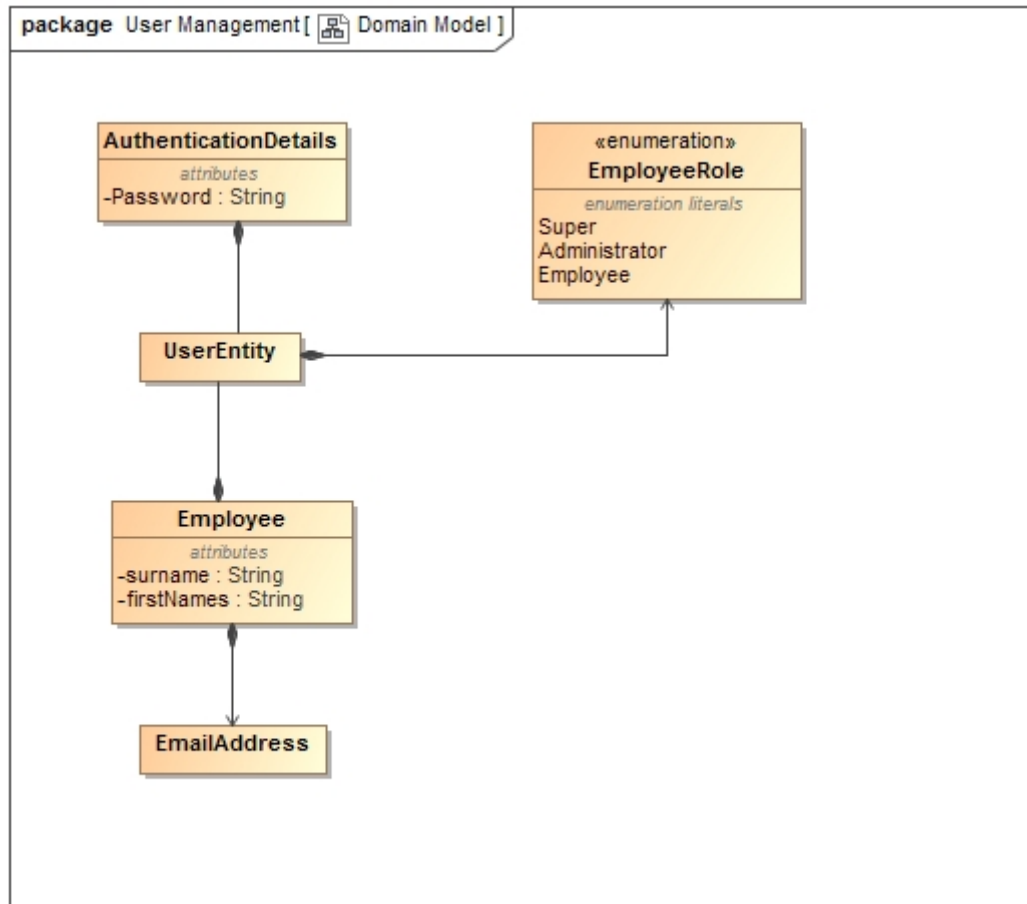 package User Management [ Domain Model ]
AuthenticationDetails
attributes
-Password : String
«enumeration»
EmployeeRole
enumeration literals
Super
Administrator
Employee
UserEntity
Employee
attributes
-surname : String
-firstNames : String
EmailAddress